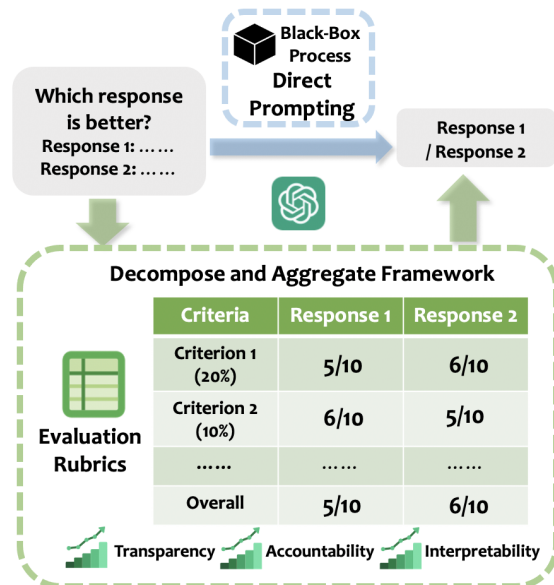 Black-Box
Process
Direct
Prompting
Which response
is better?
Response 1: ... ...
Response 2: ... ...
Response 1
/ Response 2
Decompose and Aggregate Framework
Evaluation
Rubrics
Criteria Response 1 Response 2
Criterion 1
(20%) 5/10 6/10
Criterion 2
(10%) 6/10 5/10
... ... ... ... ... ...
Overall 5/10 6/10
Transparency Accountability Interpretability